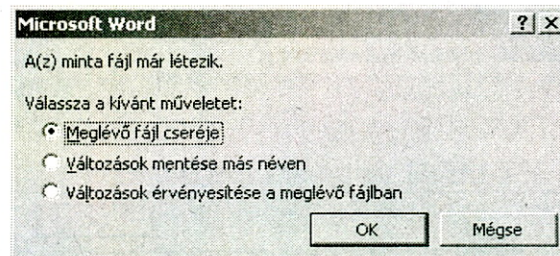 Microsoft Word
? X
A(z) minta fájl már létezik.
Válassza a kívánt műveletet:
Meglévő fájl cseréje
Változások mentése más néven
Változások érvényesítése a meglévő fájlban
OK Mégse